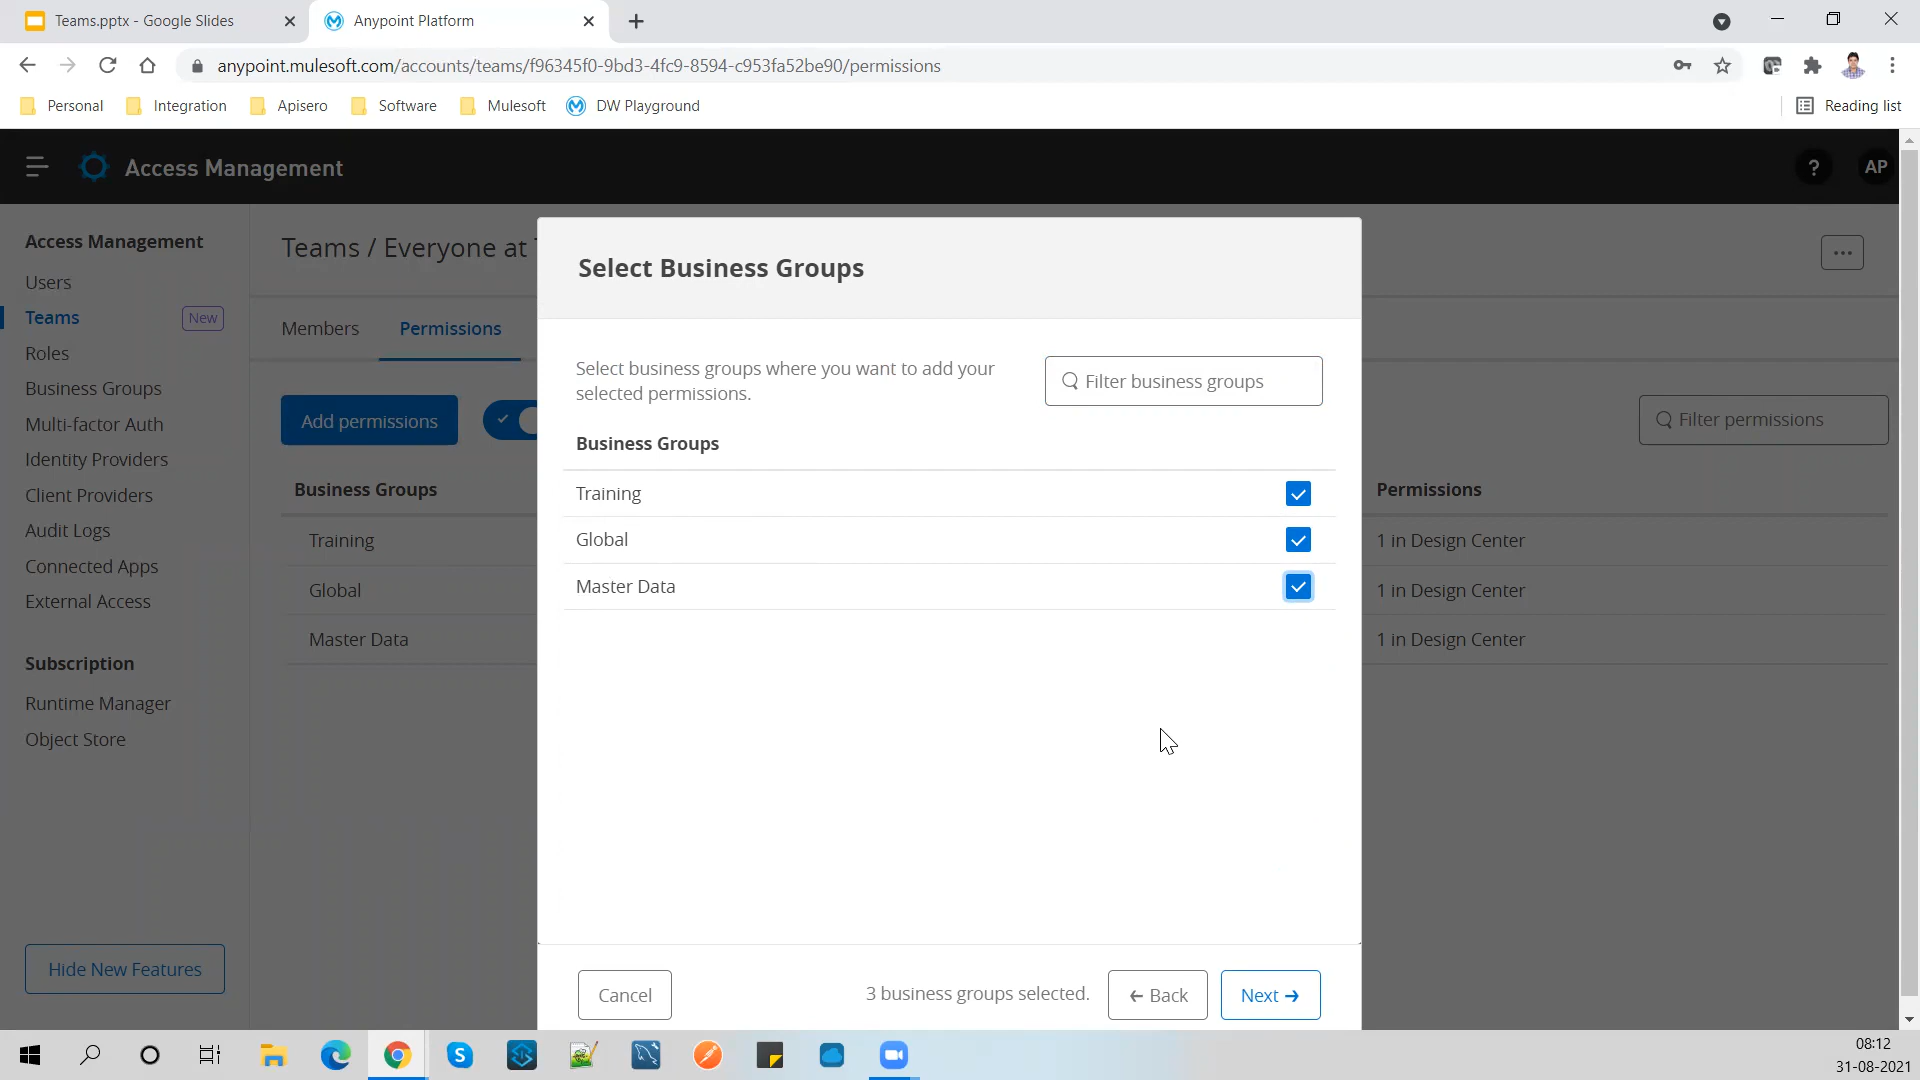 Teams.pptx - Google Slides
Anypoint Platform
anypoint.mulesoft.com/accounts/teams/f96345f0-9bd3-4fc9-8594-c953fa52be90/permissions
Personal
Integration
Apisero
Software
Mulesoft
DW Playground
Reading list
Access Management
?
AP
Access Management
Users
Teams
New
Roles
Business Groups
Multi-factor Auth
Identity Providers
Client Providers
Audit Logs
Connected Apps
External Access
Subscription
Runtime Manager
Object Store
Hide New Features
Teams / Everyone at
Members
Permissions
Add permissions
Filter permissions
Business Groups
Permissions
Training
1 in Design Center
Global
1 in Design Center
Master Data
1 in Design Center
Select Business Groups
Select business groups where you want to add your
selected permissions.
Filter business groups
Business Groups
Training
Global
Master Data
Cancel
3 business groups selected.
← Back
Next →
08:12
31-08-2021